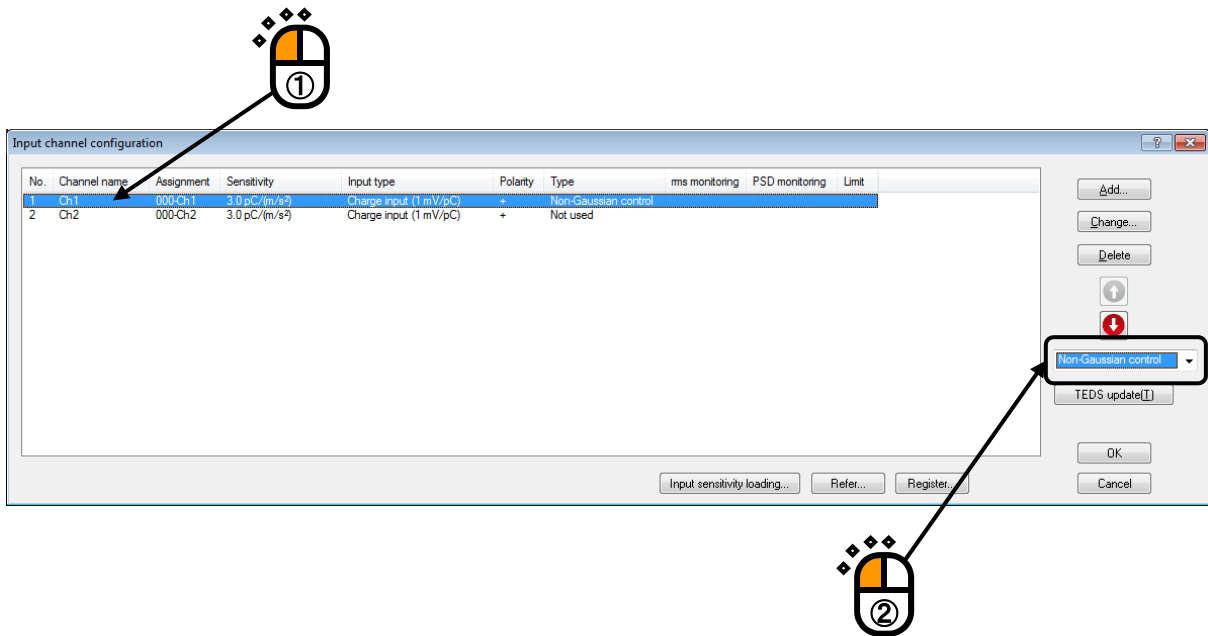 ①
Input channel configuration
No. Channel name Assignment Sensitivity Input type Polarity Type rms monitoring PSD monitoring Limit
1 Ch1 000-Ch1 3.0 pC/(m/s²) Charge input (1 mV/pC) + Non-Gaussian control
2 Ch2 000-Ch2 3.0 pC/(m/s²) Charge input (1 mV/pC) + Not used
Add...
Change...
Delete
Non-Gaussian control
TEDS update(T)
OK
Input sensitivity loading... Refer... Register... Cancel
②